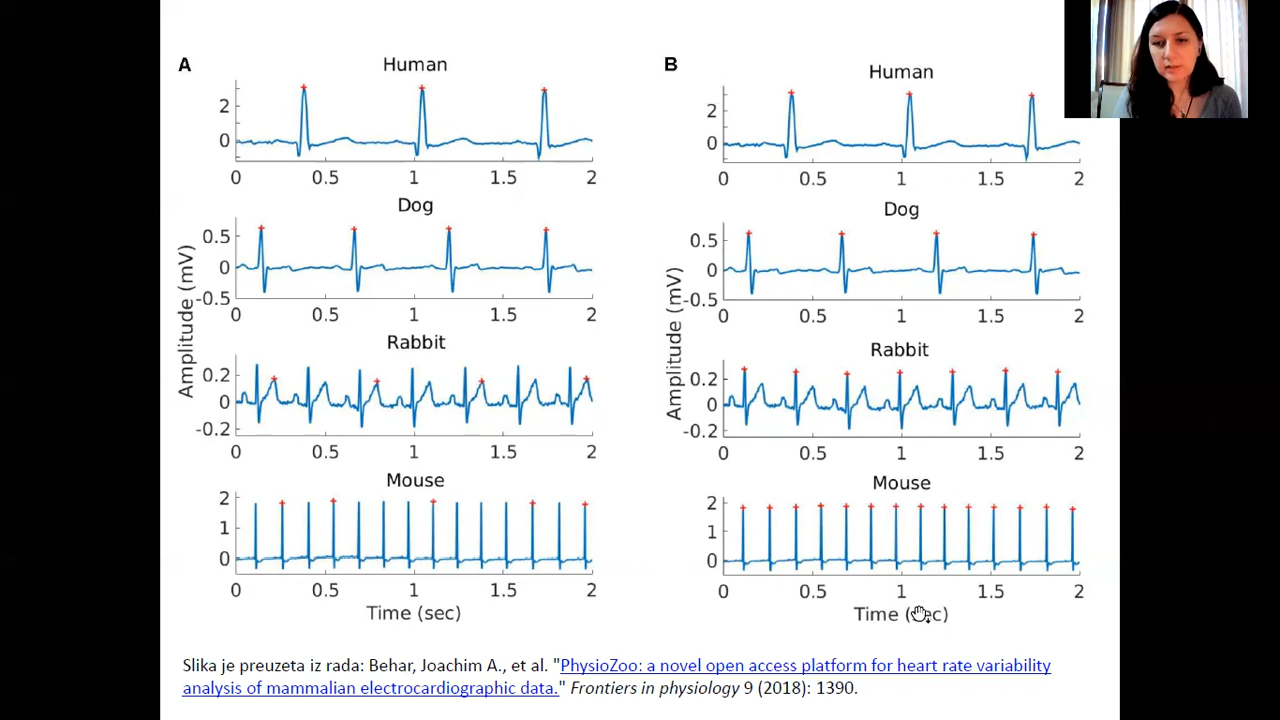 A
Human
2
0
0 0.5 1 1.5 2
Dog
0.5
0
-0.5
0 0.5 1 1.5 2
Rabbit
0.2
0
-0.2
0 0.5 1 1.5 2
Mouse
2
1
0
0 0.5 1 1.5 2
Amplitude (mV)
Time (sec)
B
Human
2
0
0 0.5 1 1.5 2
Dog
0.5
0
-0.5
0 0.5 1 1.5 2
Rabbit
0.2
0
-0.2
0 0.5 1 1.5 2
Mouse
2
1
0
0 0.5 1 1.5 2
Amplitude (mV)
Time (sec)
Slika je preuzeta iz rada: Behar, Joachim A., et al. "PhysioZoo: a novel open access platform for heart rate variability
analysis of mammalian electrocardiographic data." Frontiers in physiology 9 (2018): 1390.